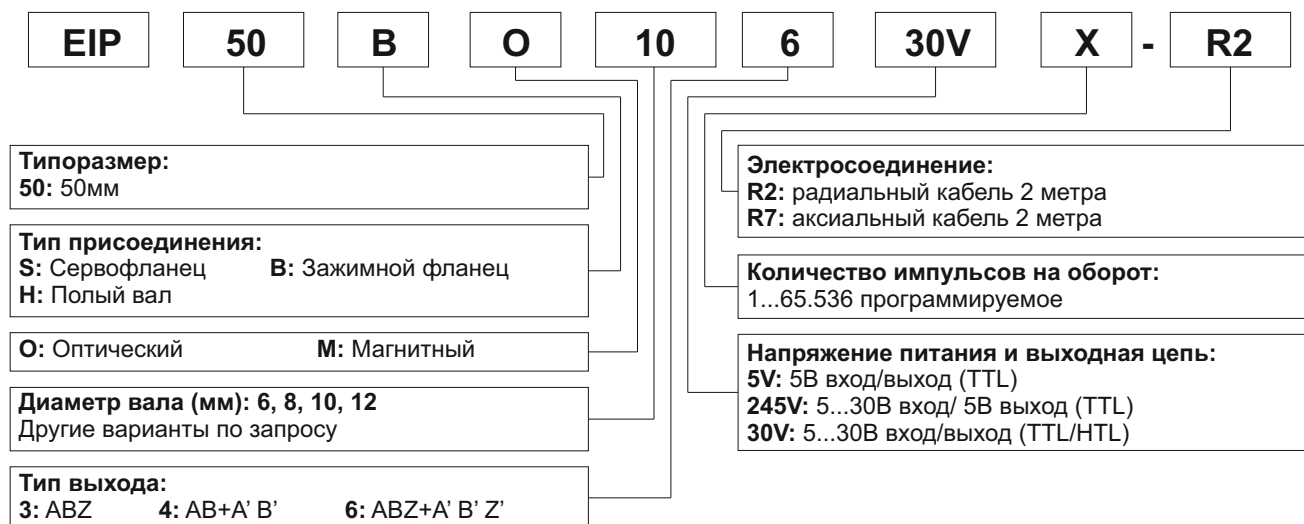 EIP 50 B O 10 6 30V X - R2
Типоразмер:
50: 50мм
Тип присоединения:
S: Сервофланец B: Зажимной фланец
H: Полый вал
O: Оптический M: Магнитный
Диаметр вала (мм): 6, 8, 10, 12
Другие варианты по запросу
Тип выхода:
3: ABZ 4: AB+A’ B’ 6: ABZ+A’ B’ Z’
Электросоединение:
R2: радиальный кабель 2 метра
R7: аксиальный кабель 2 метра
Количество импульсов на оборот:
1...65.536 программируемое
Напряжение питания и выходная цепь:
5V: 5В вход/выход (TTL)
245V: 5...30В вход/ 5В выход (TTL)
30V: 5...30В вход/выход (TTL/HTL)